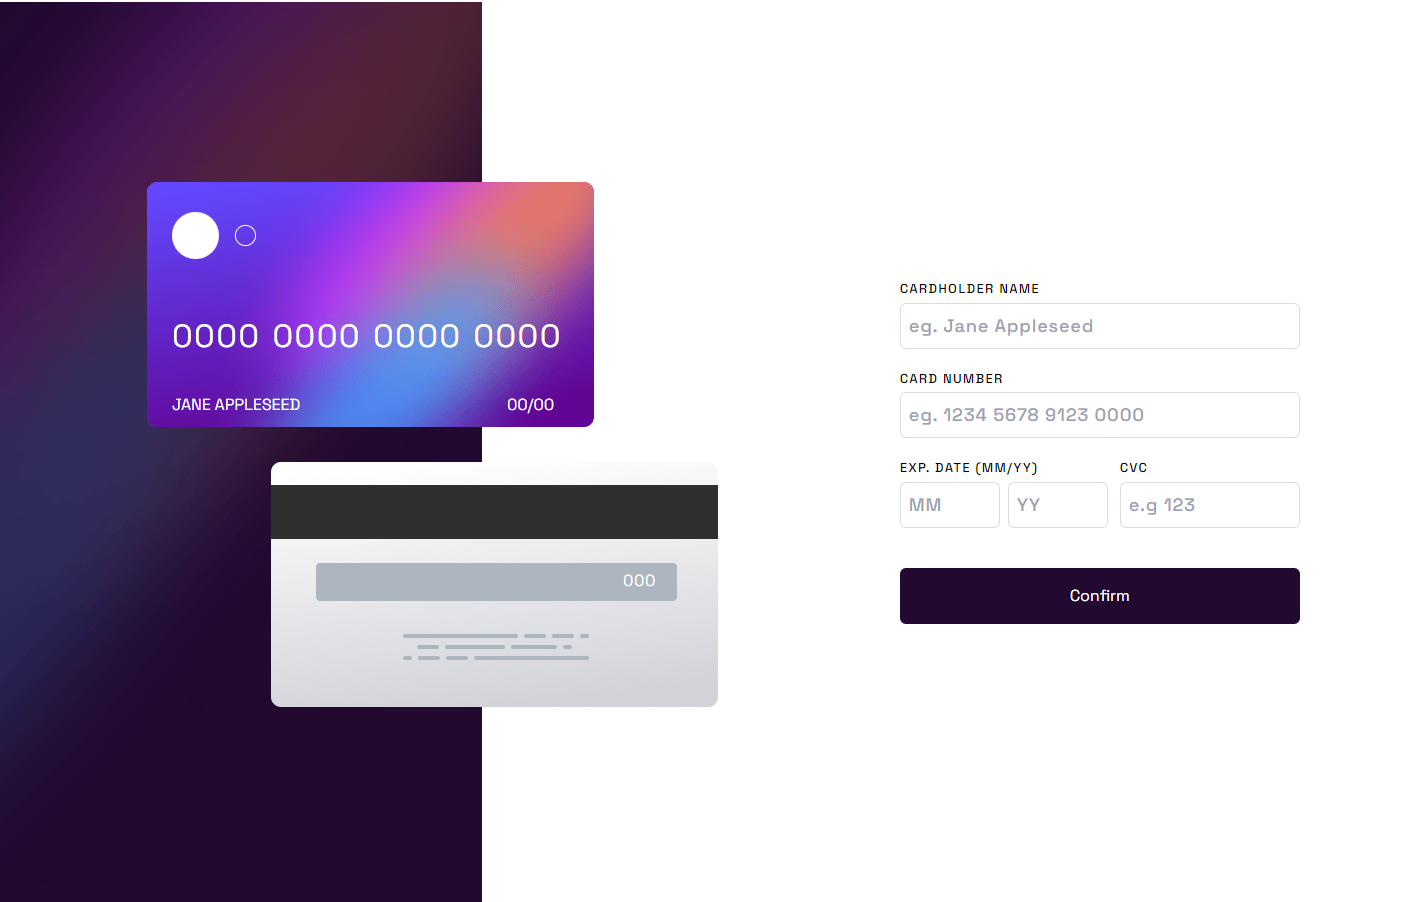 0000 0000 0000 0000
JANE APPLESEED 00/00
000
CARDHOLDER NAME
eg. Jane Appleseed
CARD NUMBER
eg. 1234 5678 9123 0000
EXP. DATE (MM/YY) CVC
MM YY e.g 123
Confirm